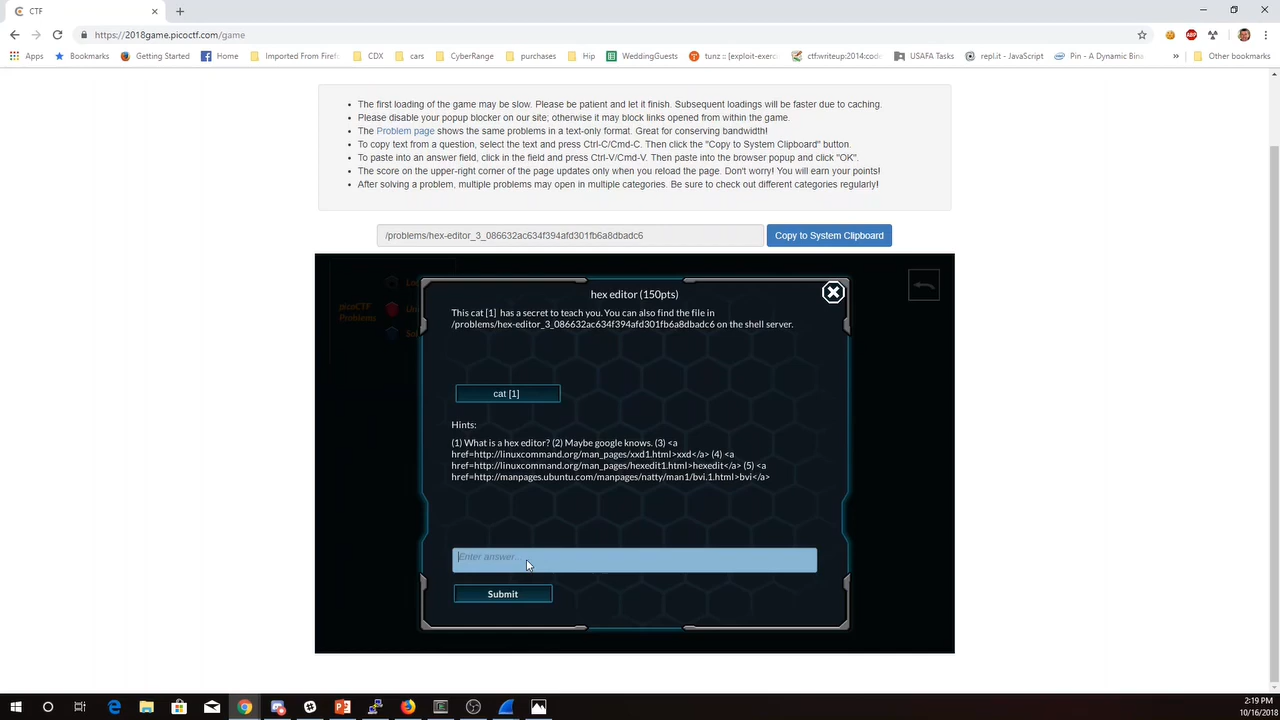 CTF
https://2018game.picoctf.com/game
Apps Bookmarks Getting Started Home Imported From Firef CDX cars CyberRange purchases Hip WeddingGuests tunz :: [exploit-exerc ctf:writeup:2014:code USAFA Tasks repl.it - JavaScript Pin - A Dynamic Bina » Other bookmarks
• The first loading of the game may be slow. Please be patient and let it finish. Subsequent loadings will be faster due to caching.
• Please disable your popup blocker on our site; otherwise it may block links opened from within the game.
• The Problem page shows the same problems in a text-only format. Great for conserving bandwidth!
• To copy text from a question, select the text and press Ctrl-C/Cmd-C. Then click the "Copy to System Clipboard" button.
• To paste into an answer field, click in the field and press Ctrl-V/Cmd-V. Then paste into the browser popup and click "OK".
• The score on the upper-right corner of the page updates only when you reload the page. Don't worry! You will earn your points!
• After solving a problem, multiple problems may open in multiple categories. Be sure to check out different categories regularly!
/problems/hex-editor_3_086632ac634f394afd301fb6a8dbadc6 Copy to System Clipboard
hex editor (150pts)
This cat [1] has a secret to teach you. You can also find the file in
/problems/hex-editor_3_086632ac634f394afd301fb6a8dbadc6 on the shell server.
picoCTF
Problems
cat [1]
Hints:
(1) What is a hex editor? (2) Maybe google knows. (3) <a
href=http://linuxcommand.org/man_pages/xxd1.html>xxd</a> (4) <a
href=http://linuxcommand.org/man_pages/hexedit1.html>hexedit</a> (5) <a
href=http://manpages.ubuntu.com/manpages/natty/man1/bvi.1.html>bvi</a>
Enter answer...
Submit
2:19 PM
10/16/2018